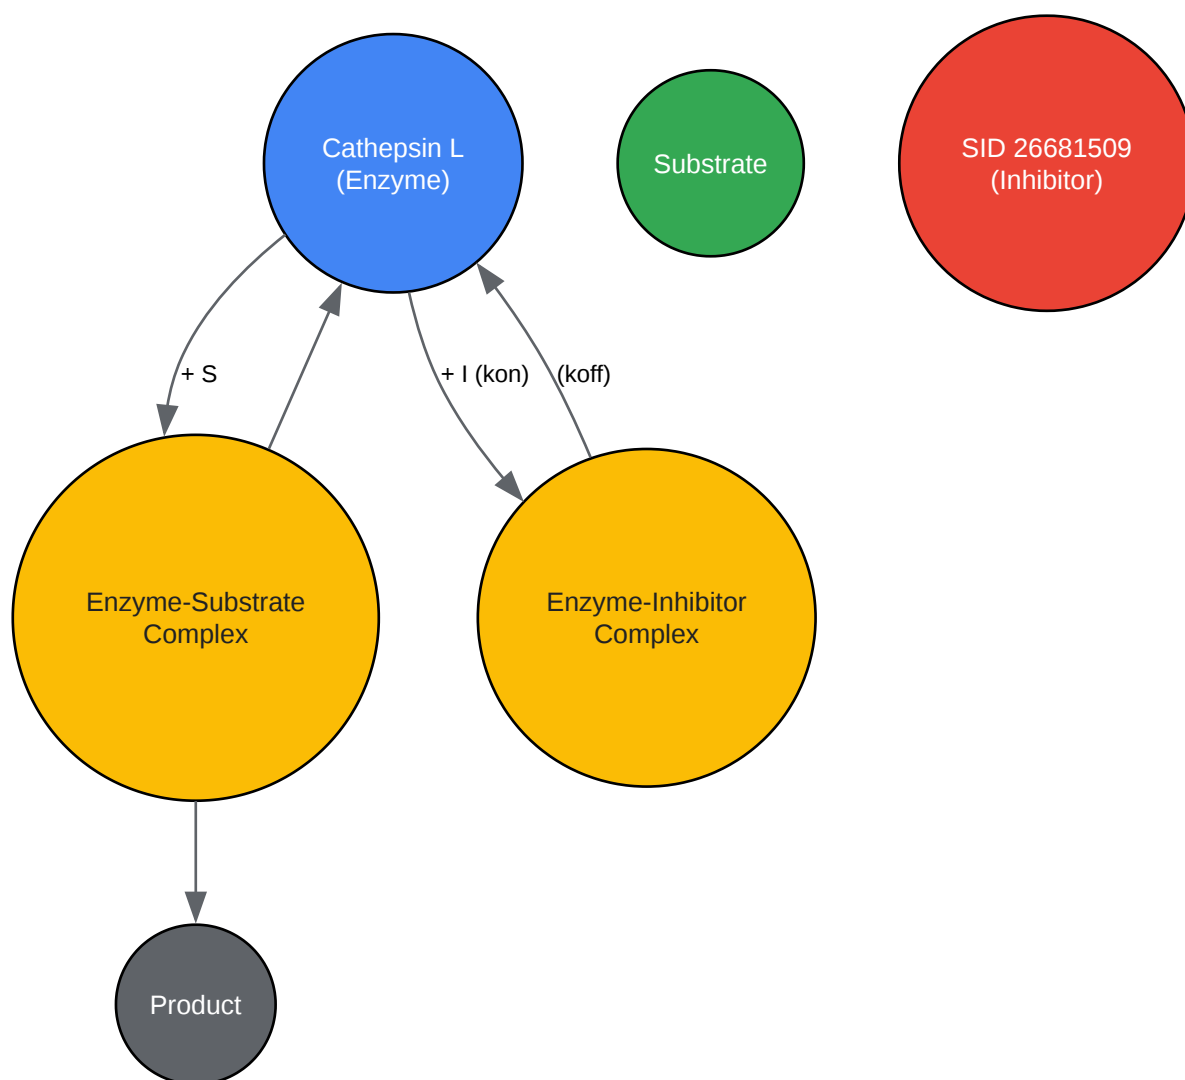 Cathepsin L
(Enzyme)
Substrate
SID 26681509
(Inhibitor)
+ S
+ I (kon)
(koff)
Enzyme-Substrate
Complex
Enzyme-Inhibitor
Complex
Product